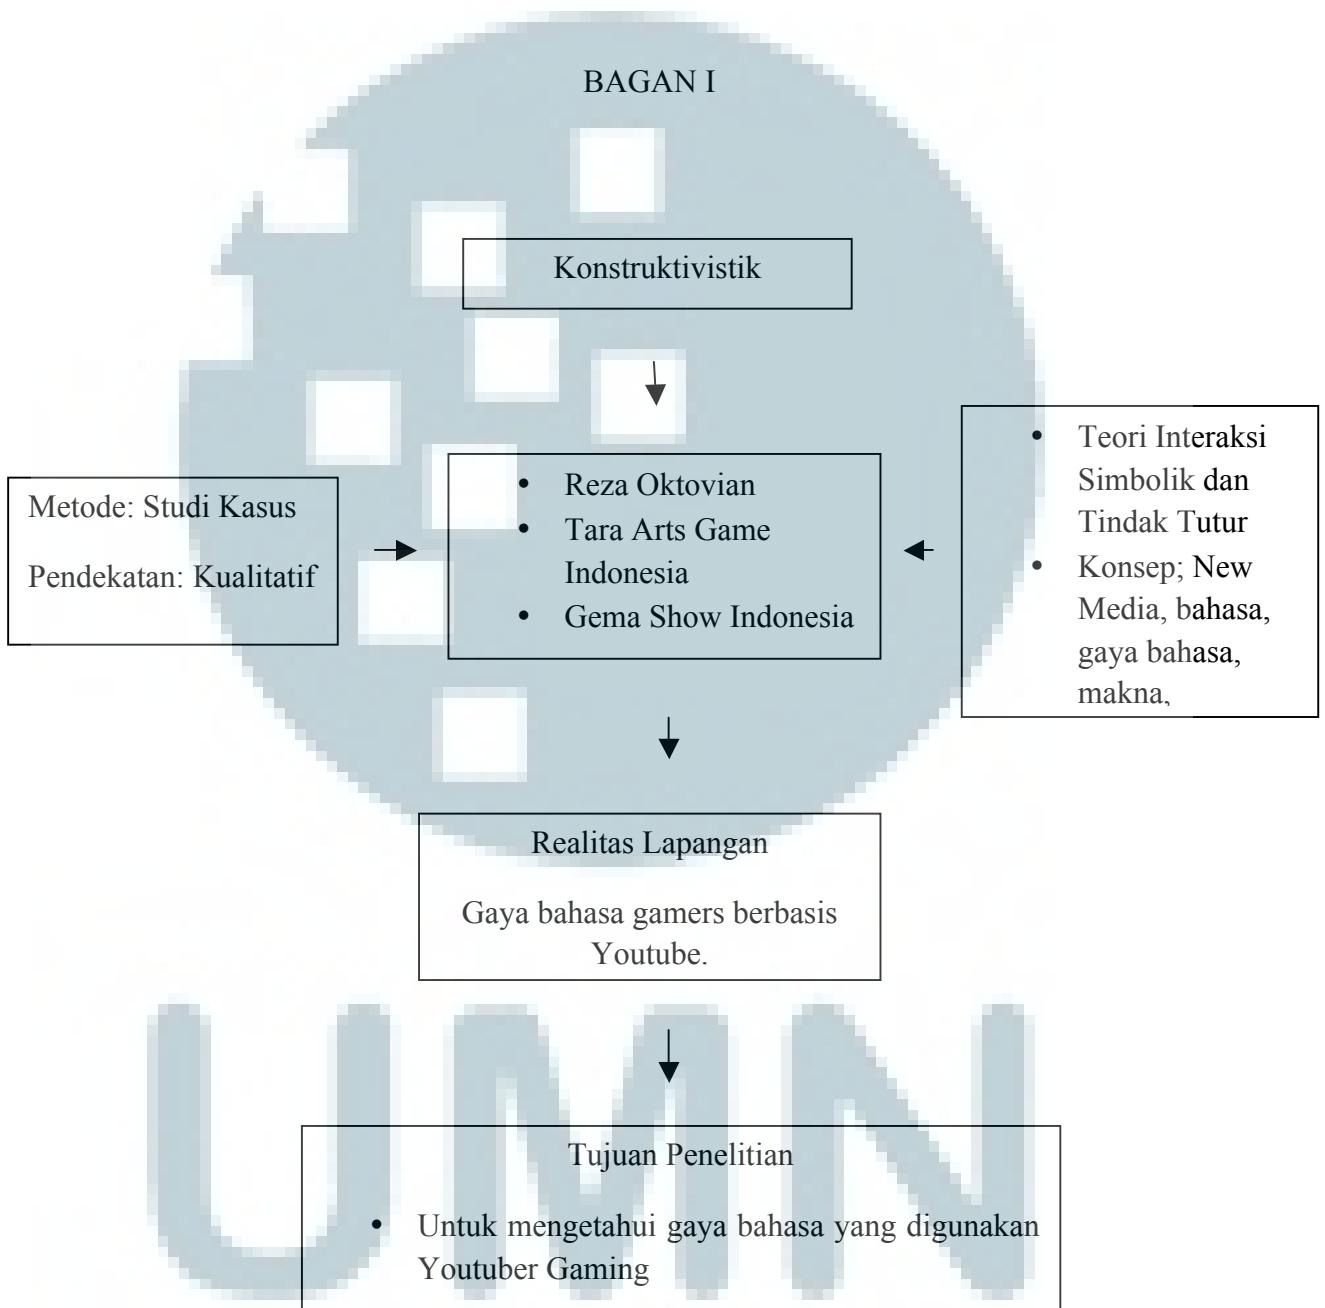 BAGAN I
Konstruktivistik
Metode: Studi Kasus
Pendekatan: Kualitatif
• Reza Oktovian
• Tara Arts Game
Indonesia
• Gema Show Indonesia
• Teori Interaksi
Simbolik dan
Tindak Tutur
• Konsep; New
Media, bahasa,
gaya bahasa,
makna,
Realitas Lapangan
Gaya bahasa gamers berbasis
Youtube.
Tujuan Penelitian
• Untuk mengetahui gaya bahasa yang digunakan
Youtuber Gaming
UMN